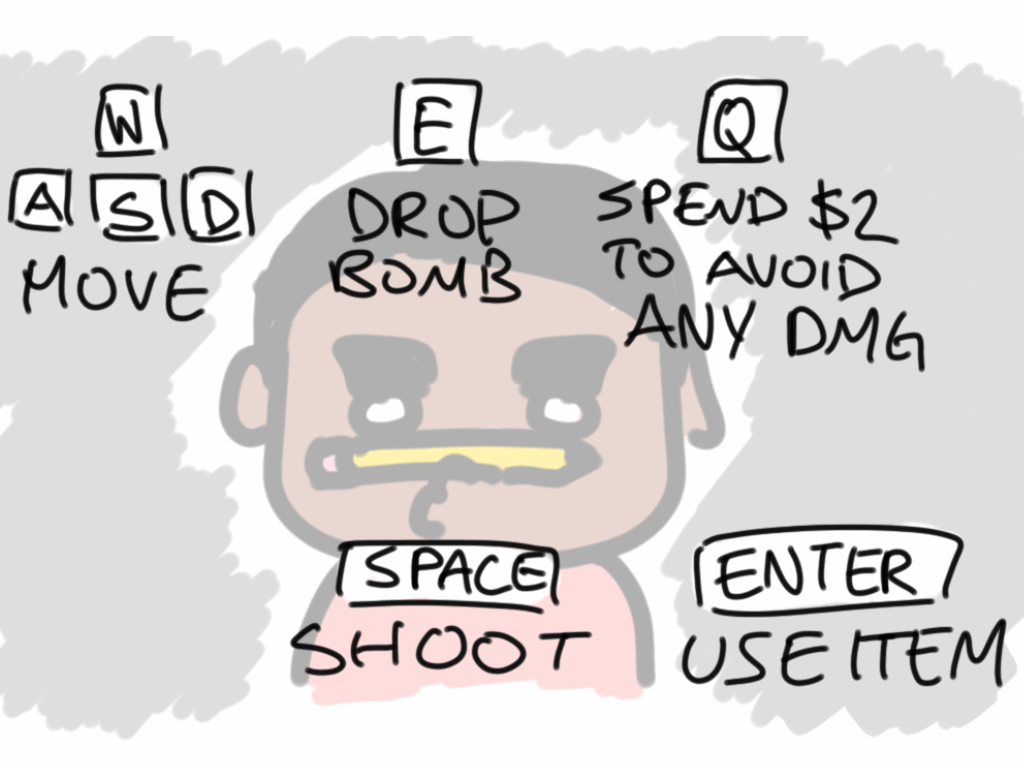 W
A S D
MOVE
E
DROP
BOMB
Q
SPEND $2
TO AVOID
ANY DMG
SPACE
SHOOT
ENTER
USE ITEM